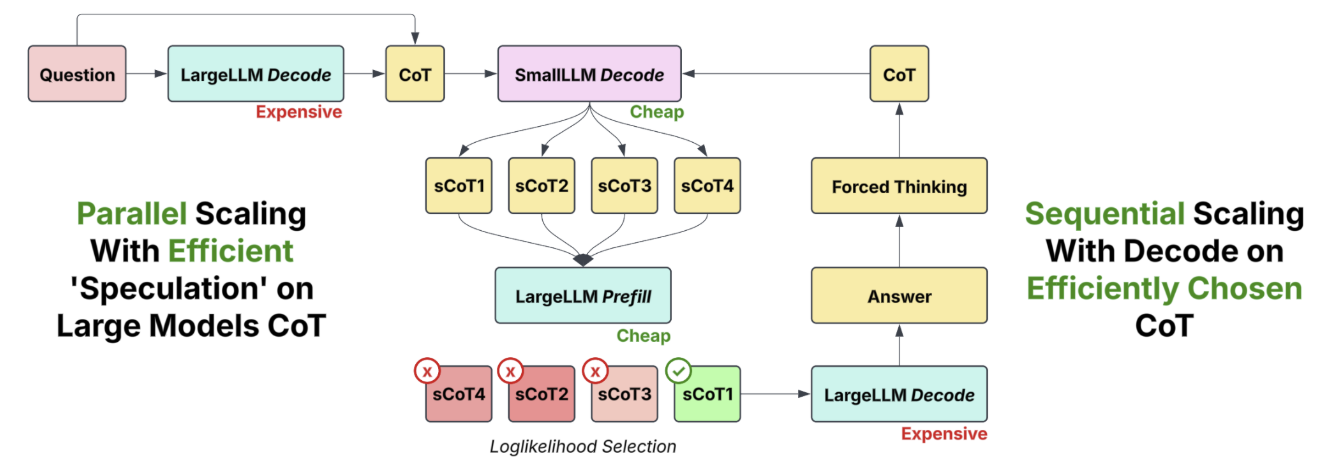 Question
LargeLLM Decode
Expensive
CoT
SmallLLM Decode
Cheap
CoT
sCoT1
sCoT2
sCoT3
sCoT4
Forced Thinking
Parallel Scaling
With Efficient
'Speculation' on
Large Models CoT
Sequential Scaling
With Decode on
Efficiently Chosen
CoT
LargeLLM Prefill
Cheap
Answer
x
sCoT4
x
sCoT2
x
sCoT3
sCoT1
LargeLLM Decode
Expensive
Loglikelihood Selection